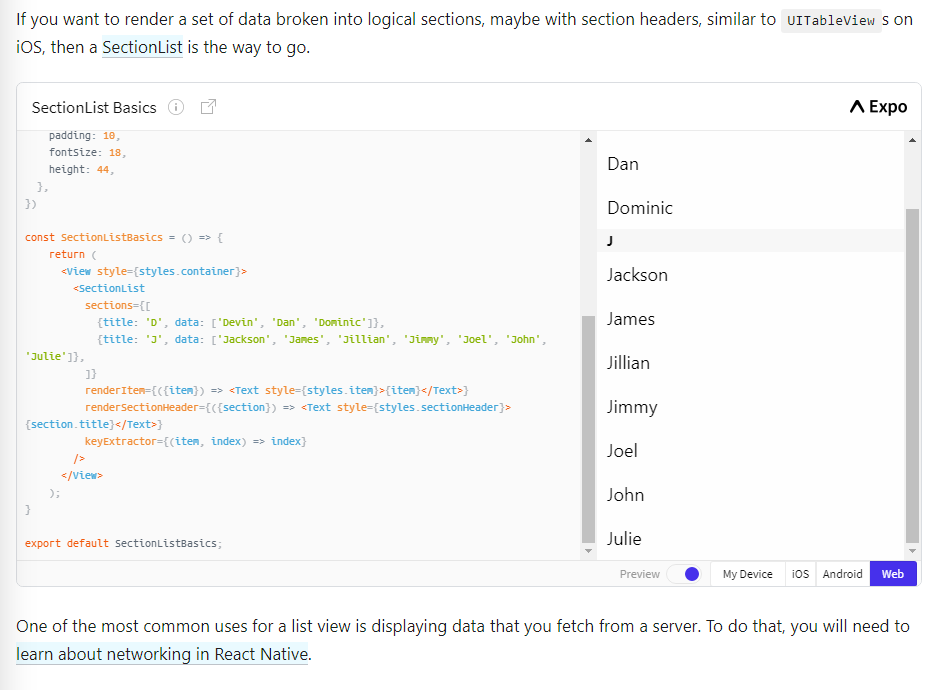 If you want to render a set of data broken into logical sections, maybe with section headers, similar to UITableView s on
iOS, then a SectionList is the way to go.
SectionList Basics
Expo
padding: 10,
fontSize: 18,
height: 44,
},
})
const SectionListBasics = () => {
return (
<View style={styles.container}>
<SectionList
sections={[
{title: 'D', data: ['Devin', 'Dan', 'Dominic']},
{title: 'J', data: ['Jackson', 'James', 'Jillian', 'Jimmy', 'Joel', 'John',
'Julie']},
]}
renderItem={({item}) => <Text style={styles.item}>{item}</Text>}
renderSectionHeader={({section}) => <Text style={styles.sectionHeader}>
{section.title}</Text>}
keyExtractor={(item, index) => index}
/>
</View>
);
}
export default SectionListBasics;
Dan
Dominic
J
Jackson
James
Jillian
Jimmy
Joel
John
Julie
Preview My Device iOS Android Web
One of the most common uses for a list view is displaying data that you fetch from a server. To do that, you will need to
learn about networking in React Native.